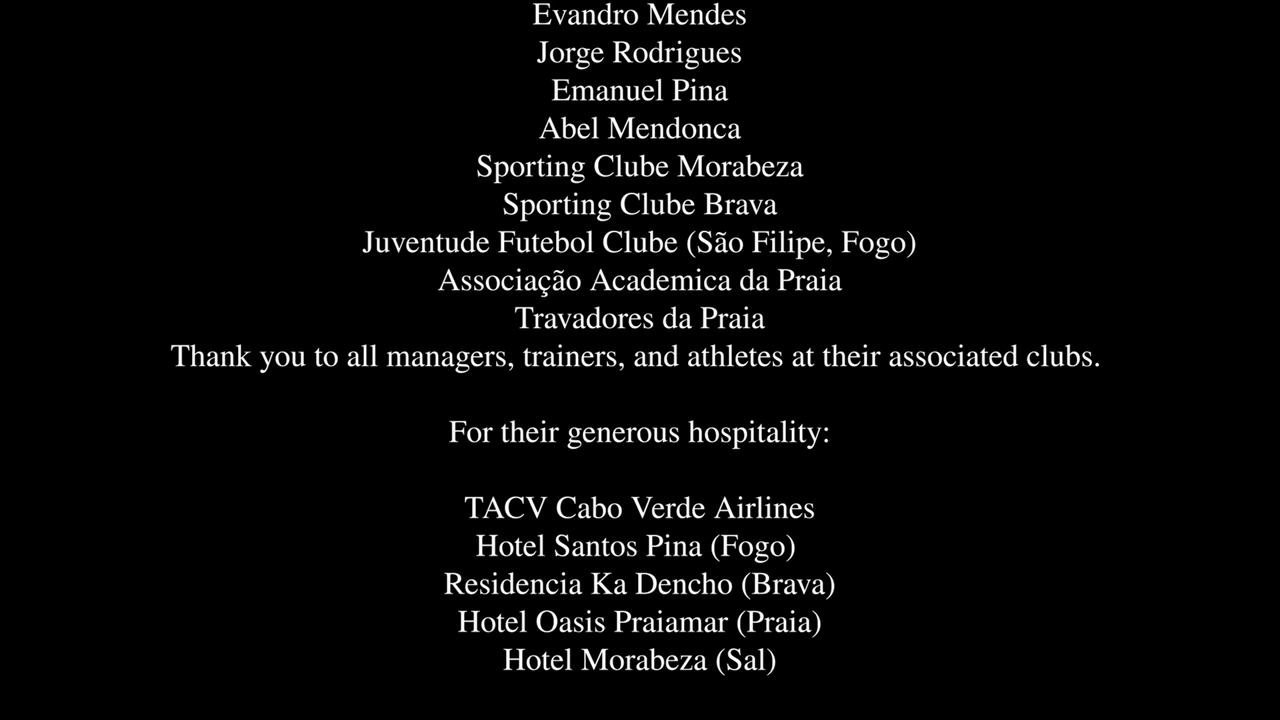 Evandro Mendes
Jorge Rodrigues
Emanuel Pina
Abel Mendonca
Sporting Clube Morabeza
Sporting Clube Brava
Juventude Futebol Clube (São Filipe, Fogo)
Associação Academica da Praia
Travadores da Praia
Thank you to all managers, trainers, and athletes at their associated clubs.
For their generous hospitality:
TACV Cabo Verde Airlines
Hotel Santos Pina (Fogo)
Residencia Ka Dencho (Brava)
Hotel Oasis Praiamar (Praia)
Hotel Morabeza (Sal)